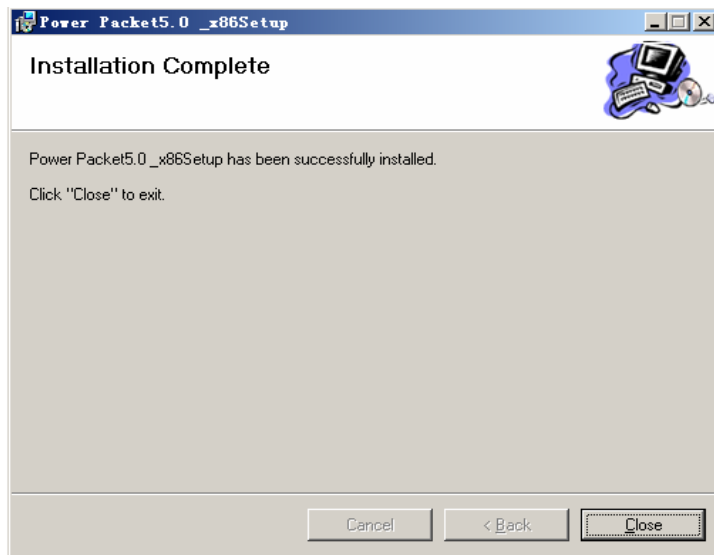 Power Packet5.0 _x86Setup
Installation Complete
Power Packet5.0 _x86Setup has been successfully installed.
Click "Close" to exit.
Cancel
< Back
Close